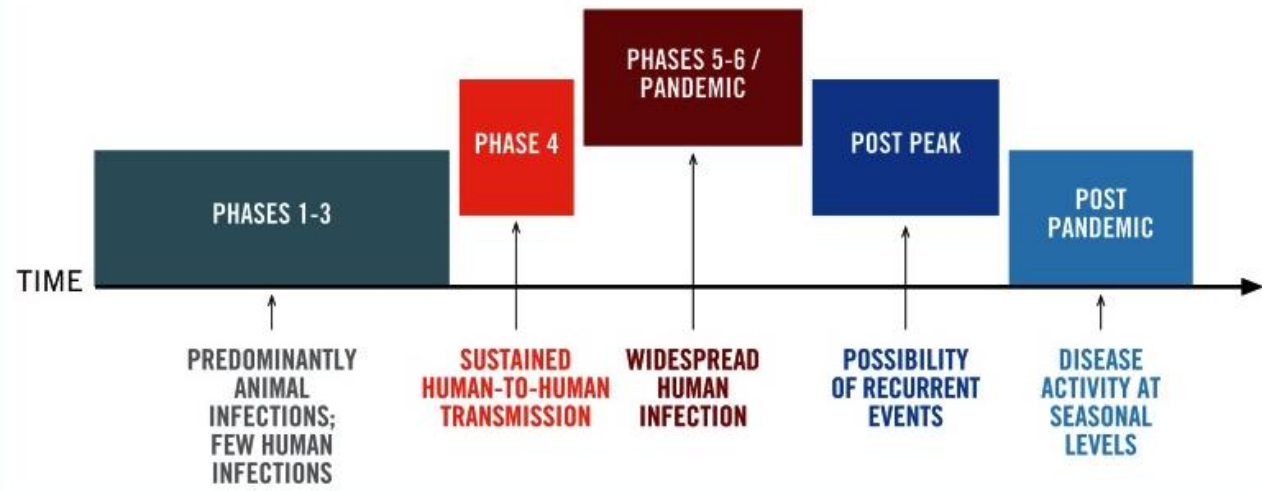 PHASES 5-6 /
PANDEMIC
PHASE 4
POST PEAK
PHASES 1-3
POST
PANDEMIC
TIME
PREDOMINANTLY
ANIMAL
INFECTIONS;
FEW HUMAN
INFECTIONS
SUSTAINED
HUMAN-TO-HUMAN
TRANSMISSION
WIDESPREAD
HUMAN
INFECTION
POSSIBILITY
OF RECURRENT
EVENTS
DISEASE
ACTIVITY AT
SEASONAL
LEVELS